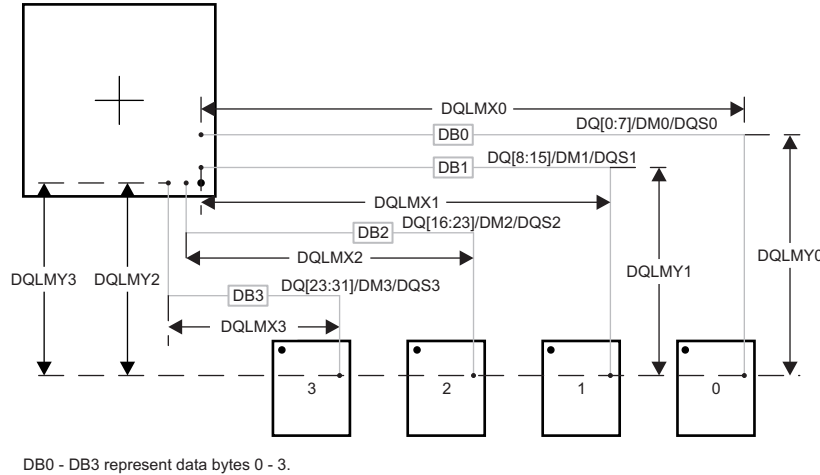 DQLMX0
DQ[0:7]/DM0/DQS0
DB0
DQ[8:15]/DM1/DQS1
DB1
DQLMX1
DQ[16:23]/DM2/DQS2
DB2
DQLMX2
DQLMY0
DQLMY3
DQLMY2
DQLMY1
DQ[23:31]/DM3/DQS3
DB3
DQLMX3
3
2
1
0
DB0 - DB3 represent data bytes 0 - 3.